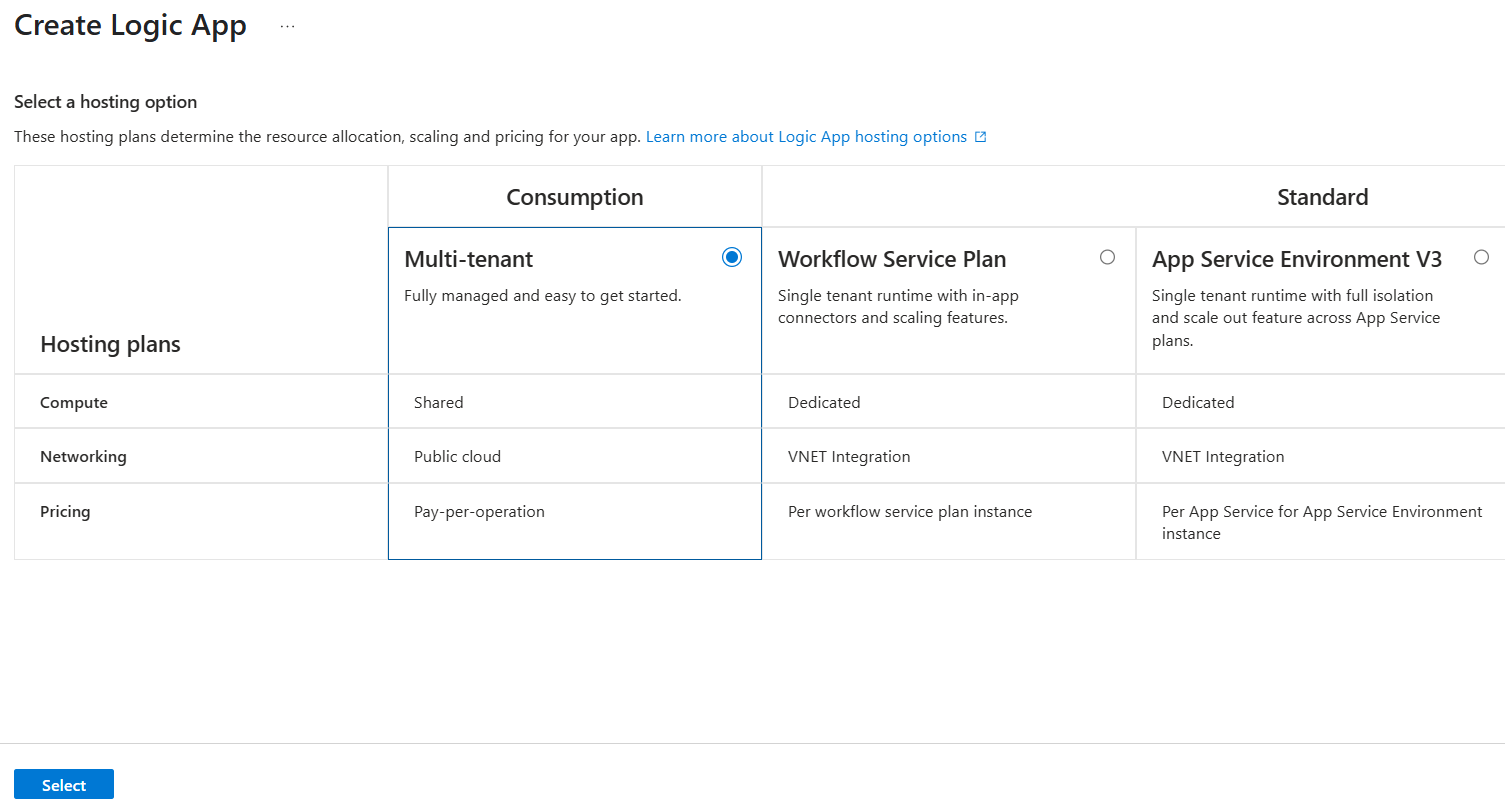 Create Logic App ...
Select a hosting option
These hosting plans determine the resource allocation, scaling and pricing for your app. Learn more about Logic App hosting options
Consumption
Standard
Hosting plans
Multi-tenant
Fully managed and easy to get started.
Workflow Service Plan
Single tenant runtime with in-app
connectors and scaling features.
App Service Environment V3
Single tenant runtime with full isolation
and scale out feature across App Service
plans.
Compute
Shared
Dedicated
Dedicated
Networking
Public cloud
VNET Integration
VNET Integration
Pricing
Pay-per-operation
Per workflow service plan instance
Per App Service for App Service Environment
instance
Select